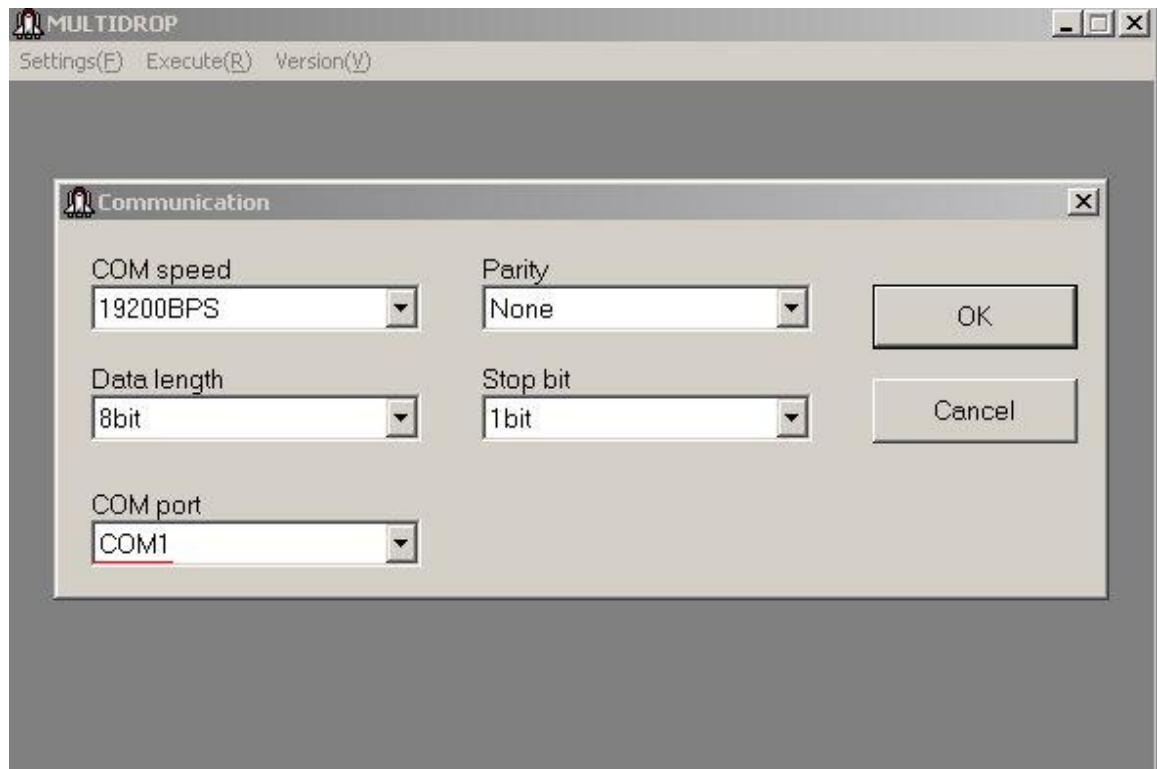 MULTIDROP
Settings(F) Execute(R) Version(V)
Communication
COM speed
19200BPS
Parity
None
OK
Data length
8bit
Stop bit
1bit
Cancel
COM port
COM1